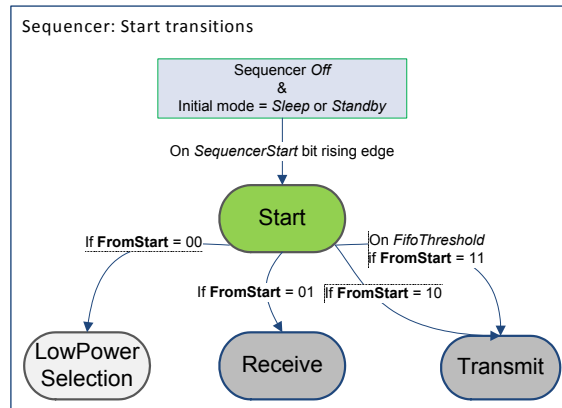 Sequencer: Start transitions
Sequencer Off
&
Initial mode = Sleep or Standby
On SequencerStart bit rising edge
Start
If FromStart = 00
On FifoThreshold
if FromStart = 11
If FromStart = 01
If FromStart = 10
LowPower
Selection
Receive
Transmit